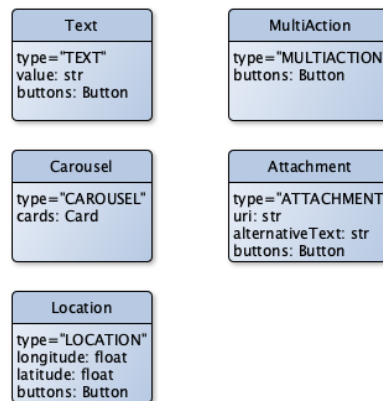 Text
type="TEXT"
value: str
buttons: Button
MultiAction
type="MULTIACTION
buttons: Button
Carousel
type="CAROUSEL"
cards: Card
Attachment
type="ATTACHMENT
uri: str
alternativeText: str
buttons: Button
Location
type="LOCATION"
longitude: float
latitude: float
buttons: Button